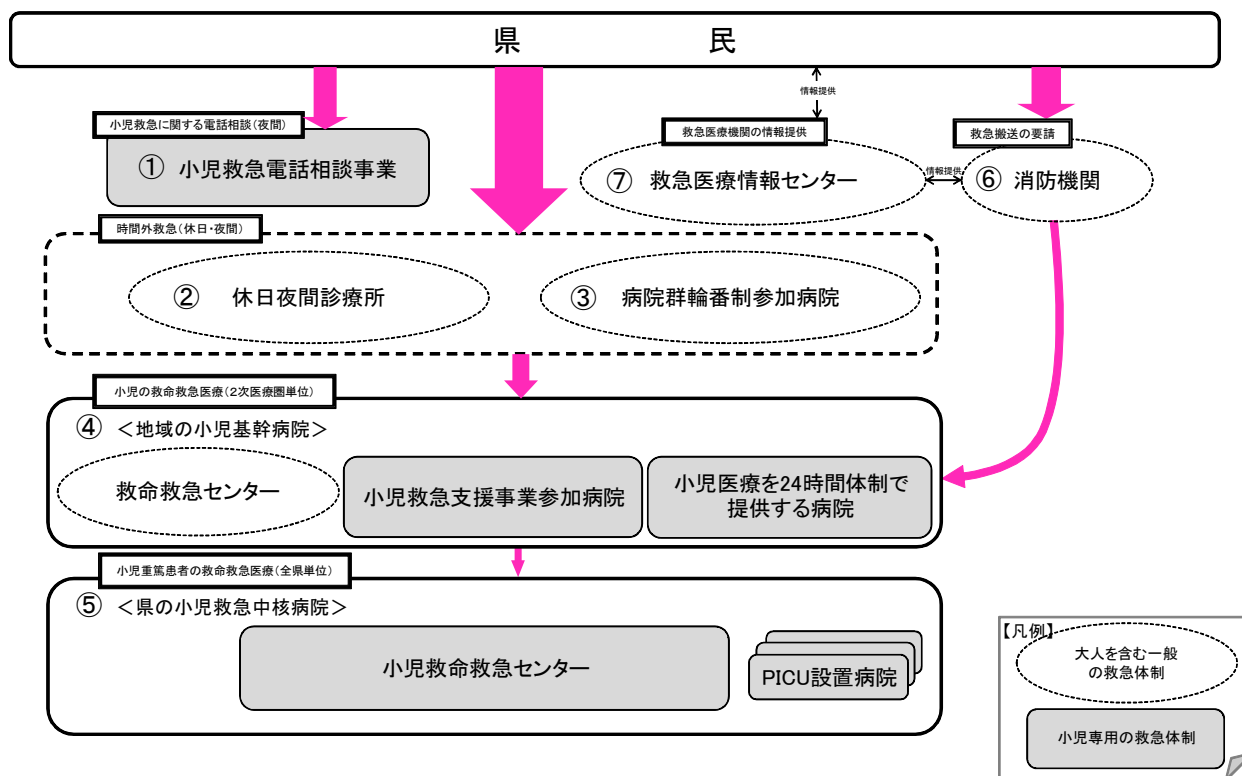 県　　民
情報提供
小児救急に関する電話相談（夜間）
① 小児救急電話相談事業
救急医療機関の情報提供
⑦ 救急医療情報センター
情報提供
救急搬送の要請
⑥ 消防機関
時間外救急（休日・夜間）
② 休日夜間診療所
③ 病院群輪番制参加病院
小児の救命救急医療（2次医療圏単位）
④ ＜地域の小児基幹病院＞
救命救急センター
小児救急支援事業参加病院
小児医療を24時間体制で
提供する病院
小児重篤患者の救命救急医療（全県単位）
⑤ ＜県の小児救急中核病院＞
小児救命救急センター
PICU設置病院
【凡例】
大人を含む一般
の救急体制
小児専用の救急体制